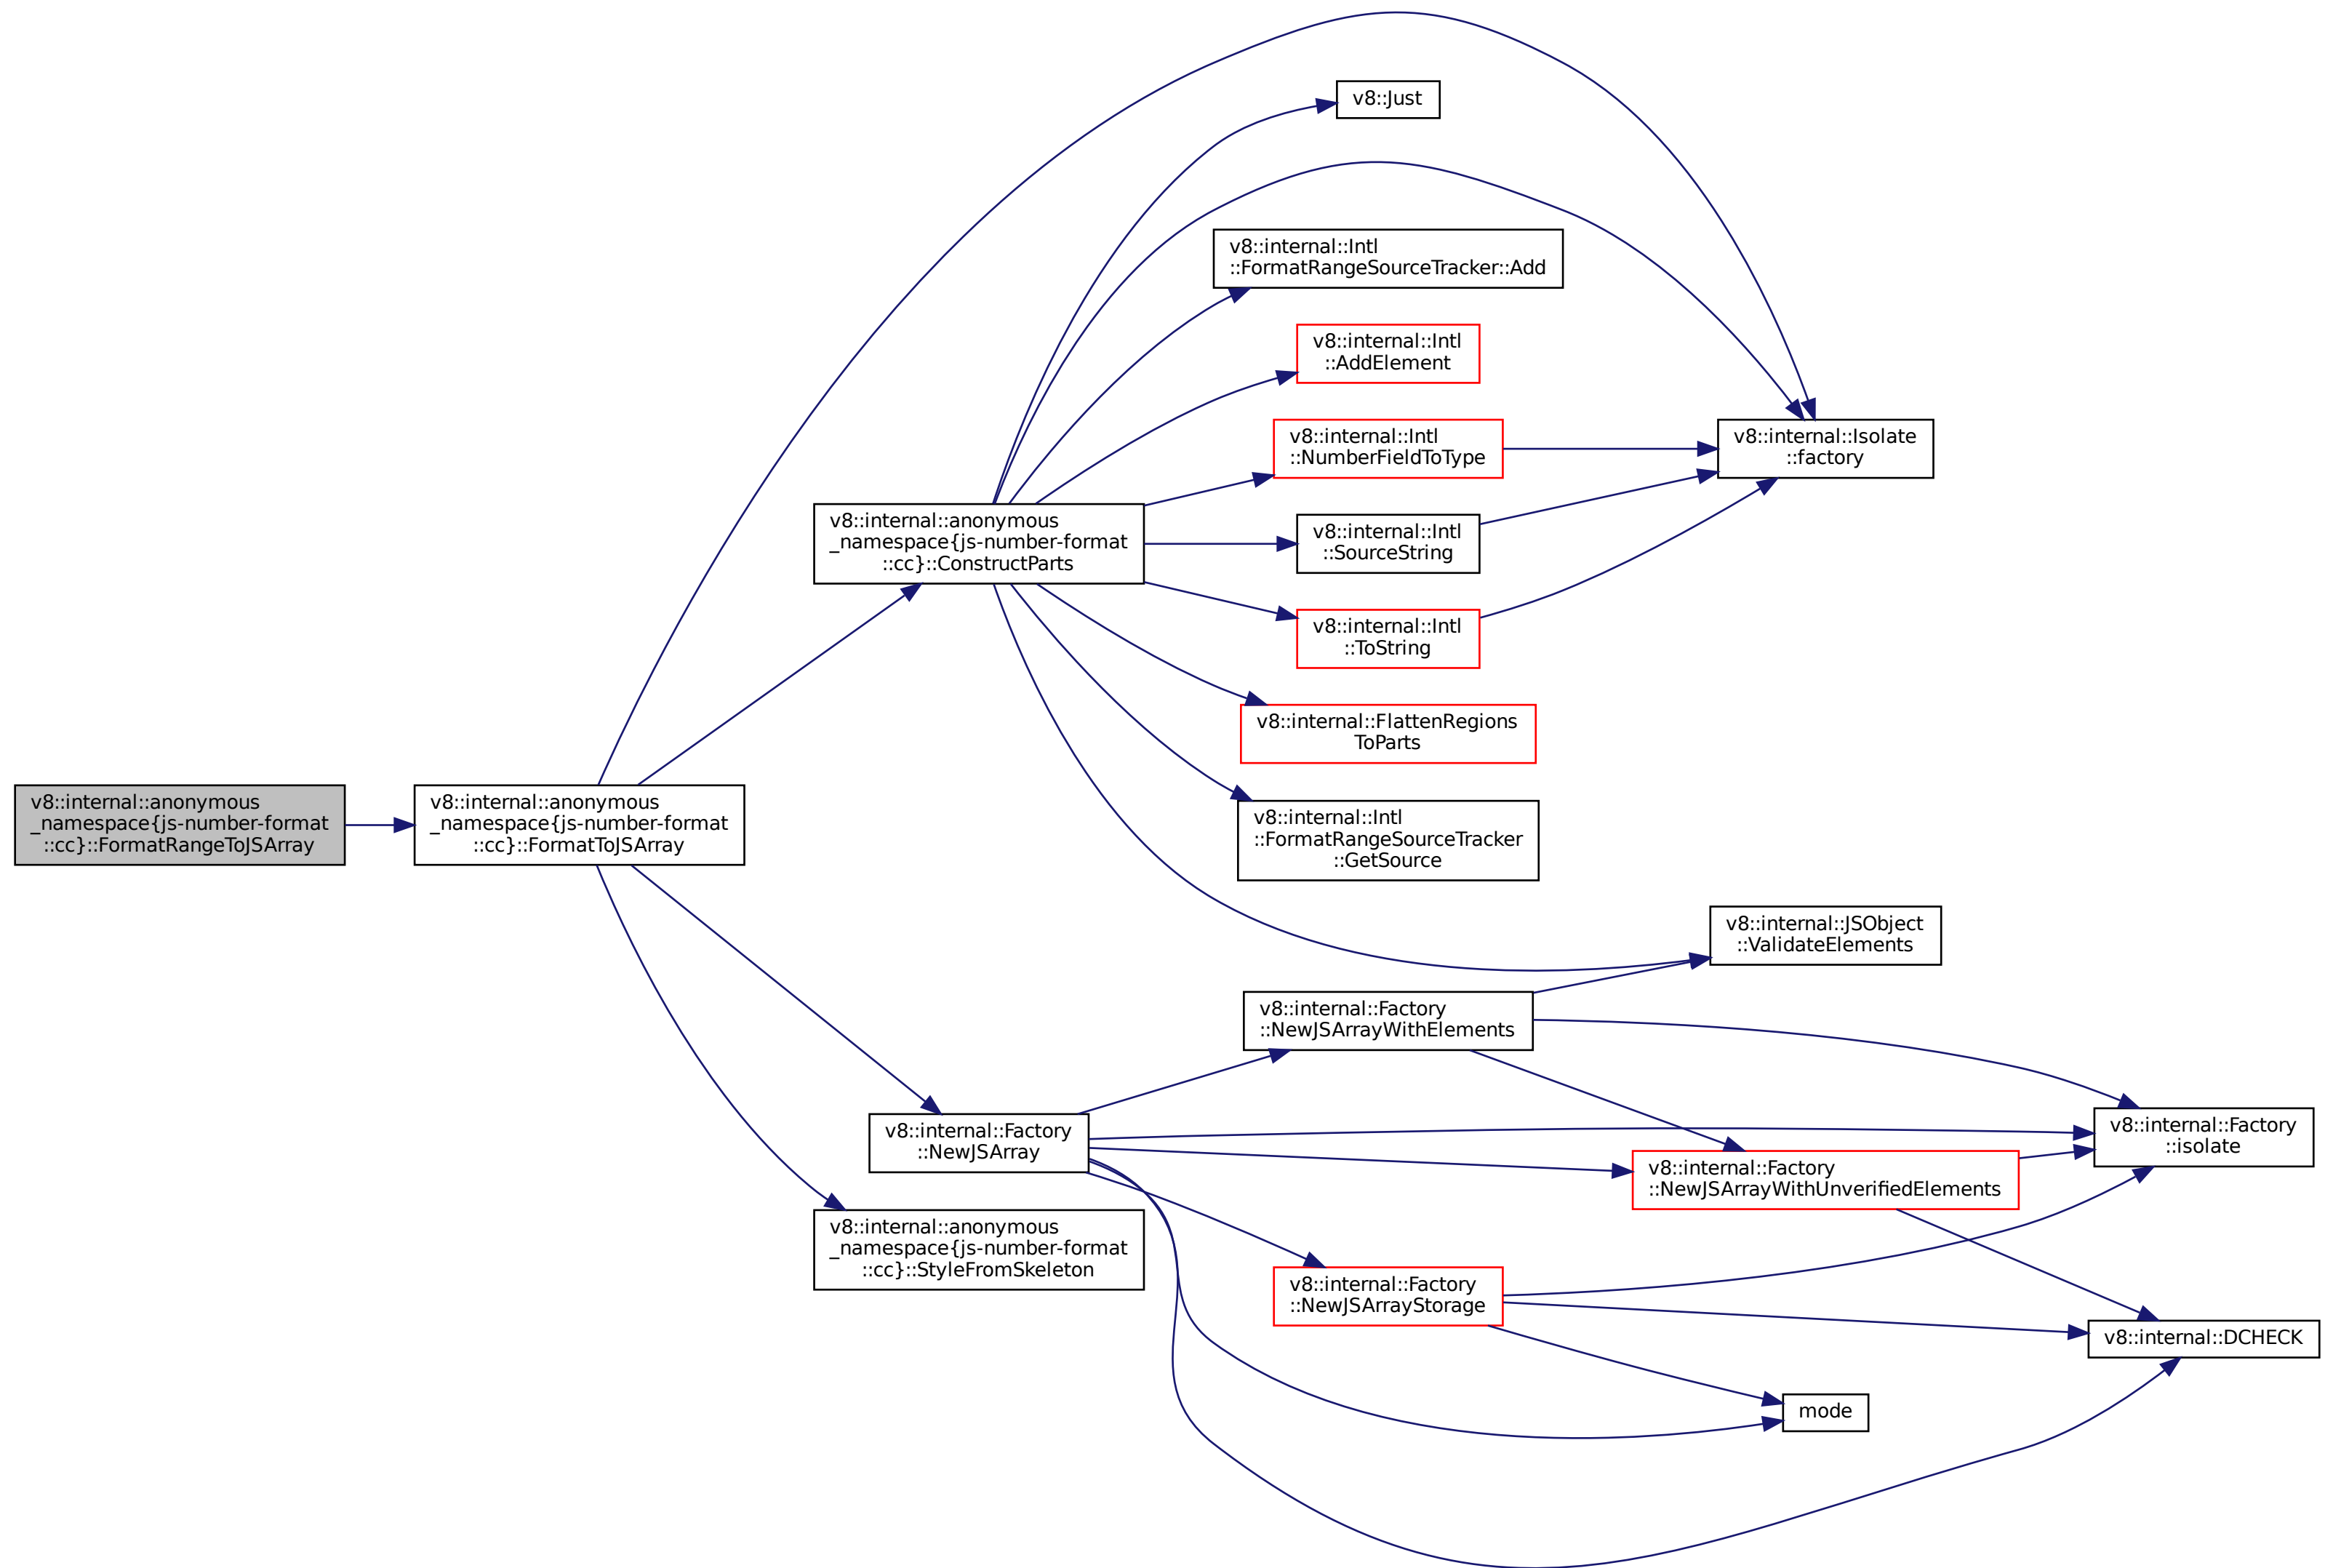 v8::internal::anonymous
_namespace{js-number-format
::cc}::FormatRangeToJSArray
v8::internal::anonymous
_namespace{js-number-format
::cc}::FormatToJSArray
v8::internal::anonymous
_namespace{js-number-format
::cc}::ConstructParts
v8::internal::Factory
::NewJSArray
v8::internal::anonymous
_namespace{js-number-format
::cc}::StyleFromSkeleton
v8::Just
v8::internal::Intl
::FormatRangeSourceTracker::Add
v8::internal::Intl
::AddElement
v8::internal::Intl
::NumberFieldToType
v8::internal::Intl
::SourceString
v8::internal::Intl
::ToString
v8::internal::FlattenRegions
ToParts
v8::internal::Intl
::FormatRangeSourceTracker
::GetSource
v8::internal::Factory
::NewJSArrayWithElements
v8::internal::Factory
::NewJSArrayStorage
v8::internal::Isolate
::factory
v8::internal::JSObject
::ValidateElements
v8::internal::Factory
::NewJSArrayWithUnverifiedElements
mode
v8::internal::Factory
::isolate
v8::internal::DCHECK